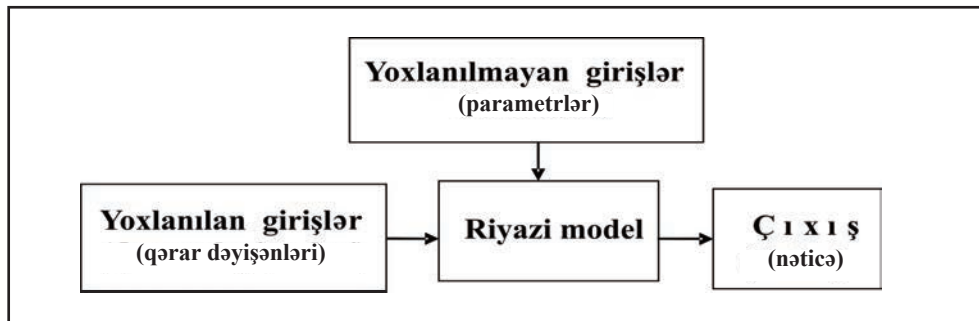 Yoxlanılmayan girişlər
(parametrlər)
Yoxlanılan girişlər
(qərar dəyişənləri)
Riyazi model
Ç ı x ı ş
(nəticə)